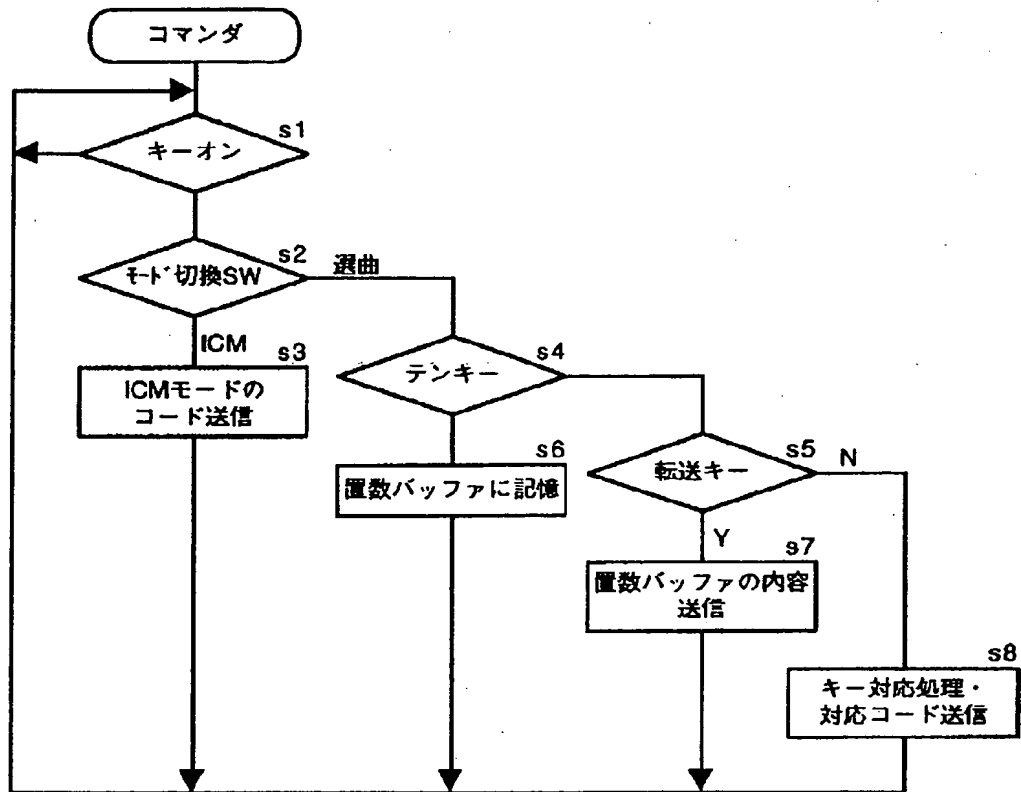 コマンダ
s1
キーオン
s2
モード切換SW
選曲
ICM
s3
ICMモードの
コード送信
s4
テンキー
s5
転送キー
N
s6
置数バッファに記憶
Y
s7
置数バッファの内容
送信
s8
キー対応処理・
対応コード送信